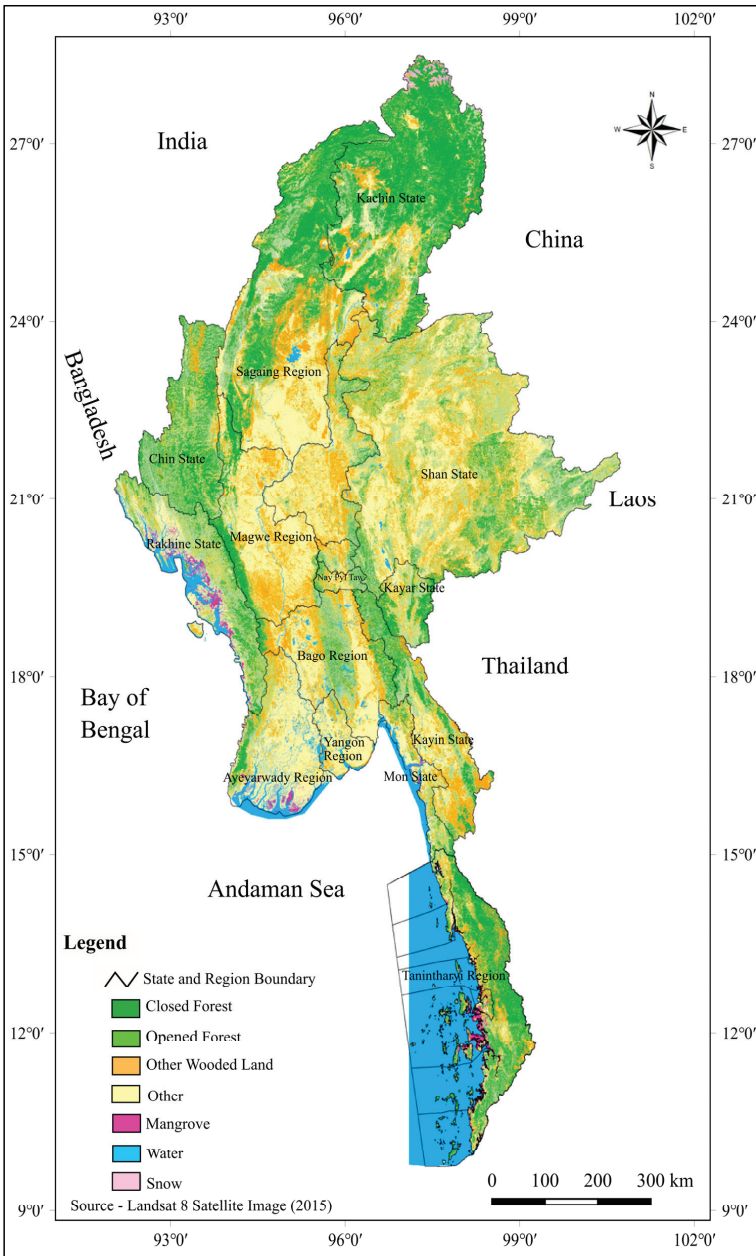 93°0′ 96°0′ 99°0′ 102°0′
N
W E
S
27°0′ 27°0′
India
Kachin State
China
24°0′ 24°0′
Bangladesh
Sagaing Region
Chin State
Shan State
21°0′ 21°0′
Laos
Magwe Region
Rakhine State
Nay Pyi Taw
Kayar State
Bago Region
Thailand
18°0′ 18°0′
Bay of
Bengal
Yangon
Region
Kayin State
Ayeyarwady Region
Mon State
15°0′ 15°0′
Andaman Sea
Tanintharyi Region
12°0′ 12°0′
Legend
State and Region Boundary
Closed Forest
Opened Forest
Other Wooded Land
Other
Mangrove
Water
Snow
Source - Landsat 8 Satellite Image (2015)
0 100 200 300 km
9°0′ 9°0′
93°0′ 96°0′ 99°0′ 102°0′